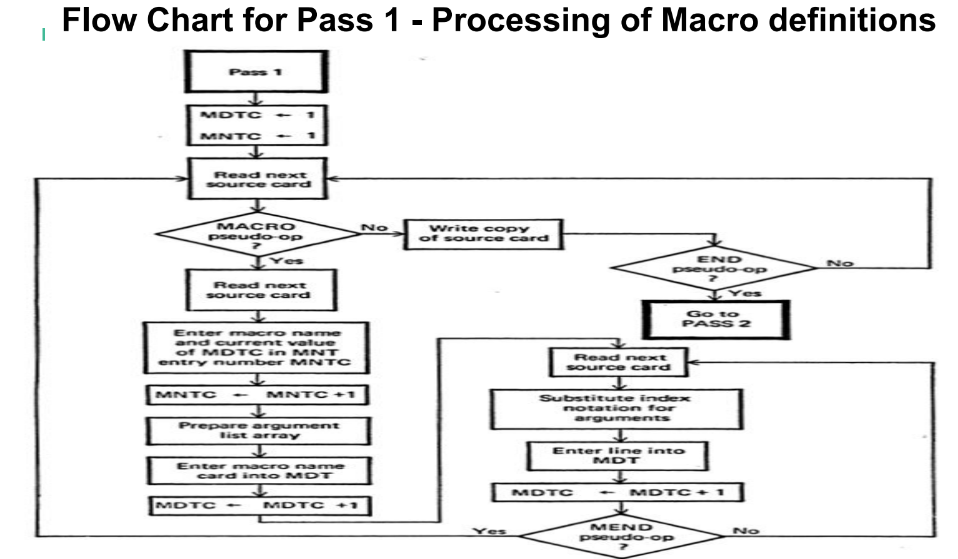 Flow Chart for Pass 1 - Processing of Macro definitions
Pass 1
MDTC ← 1
MNTC ← 1
Read next
source card
MACRO
pseudo-op
?
No
Write copy
of source card
Yes
END
pseudo-op
?
No
Yes
Go to
PASS 2
Read next
source card
Enter macro name
and current value
of MDTC in MNT
entry number MNTC
MNTC ← MNTC +1
Prepare argument
list array
Enter macro name
card into MDT
MDTC ← MDTC +1
Read next
source card
Substitute index
notation for
arguments
Enter line into
MDT
MDTC ← MDTC + 1
MEND
pseudo-op
?
Yes
No